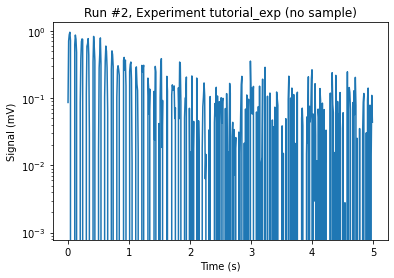 Run #2, Experiment tutorial_exp (no sample)
Signal (mV)
10⁰
10⁻¹
10⁻²
10⁻³
0 1 2 3 4 5
Time (s)